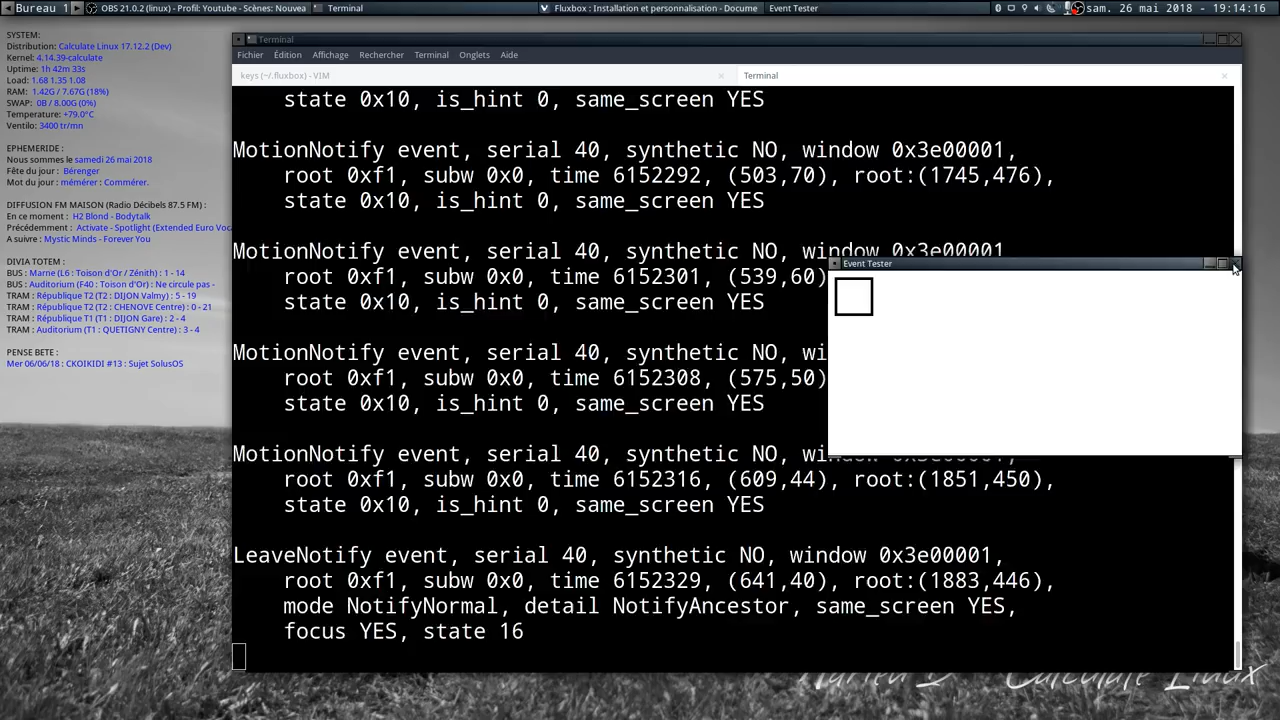 Bureau 1
OBS 21.0.2 (linux) - Profil: Youtube - Scènes: Nouvea
Terminal
Fluxbox : Installation et personnalisation - Docume
Event Tester
sam. 26 mai 2018 - 19:14:16
SYSTEM:
Distribution: Calculate Linux 17.12.2 (Dev)
Kernel: 4.14.39-calculate
Uptime: 1h 42m 33s
Load: 1.68 1.35 1.08
RAM: 1.42G / 7.67G (18%)
SWAP: 0B / 8.00G (0%)
Temperature: +79.0°C
Ventilo: 3400 tr/mn
EPHEMERIDE :
Nous sommes le samedi 26 mai 2018
Fête du jour : Bérenger
Mot du jour : mémérer : Commérer.
DIFFUSION FM MAISON (Radio Décibels 87.5 FM) :
En ce moment : H2 Blond - Bodytalk
Précédemment : Activate - Spotlight (Extended Euro Voca
A suivre : Mystic Minds - Forever You
DIVIA TOTEM :
BUS : Marne (L6 : Toison d'Or / Zénith) : 1 - 14
BUS : Auditorium (F40 : Toison d'Or) : Ne circule pas -
TRAM : République T2 (T2 : DIJON Valmy) : 5 - 19
TRAM : République T2 (T2 : CHENOVE Centre) : 0 - 21
TRAM : République T1 (T1 : DIJON Gare) : 2 - 4
TRAM : Auditorium (T1 : QUETIGNY Centre) : 3 - 4
PENSE BETE :
Mer 06/06/18 : CKOIKIDI #13 : Sujet SolusOS
Terminal
Fichier Édition Affichage Rechercher Terminal Onglets Aide
keys (~/.fluxbox) - VIM
Terminal
state 0x10, is_hint 0, same_screen YES
MotionNotify event, serial 40, synthetic NO, window 0x3e00001,
root 0xf1, subw 0x0, time 6152292, (503,70), root:(1745,476),
state 0x10, is_hint 0, same_screen YES
MotionNotify event, serial 40, synthetic NO, window 0x3e00001
root 0xf1, subw 0x0, time 6152301, (539,60)
state 0x10, is_hint 0, same_screen YES
MotionNotify event, serial 40, synthetic NO, wi
root 0xf1, subw 0x0, time 6152308, (575,50)
state 0x10, is_hint 0, same_screen YES
MotionNotify event, serial 40, synthetic NO, window 0x3e00001,
root 0xf1, subw 0x0, time 6152316, (609,44), root:(1851,450),
state 0x10, is_hint 0, same_screen YES
LeaveNotify event, serial 40, synthetic NO, window 0x3e00001,
root 0xf1, subw 0x0, time 6152329, (641,40), root:(1883,446),
mode NotifyNormal, detail NotifyAncestor, same_screen YES,
focus YES, state 16
Event Tester
Calculate Linux